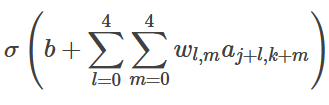 σ ( b + ∑_{l=0}^{4} ∑_{m=0}^{4} w_{l,m} a_{j+l,k+m} )